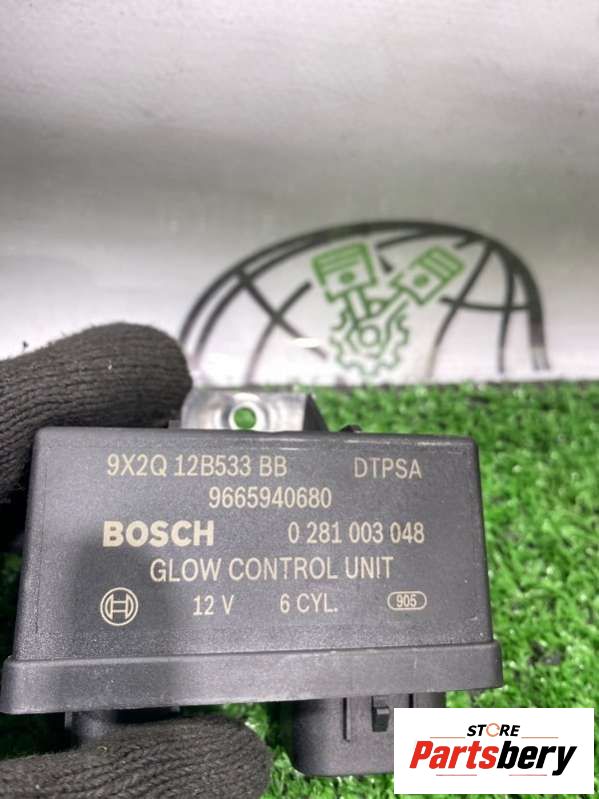 9X2Q 12B533 BB DTPSA
9665940680
BOSCH 0 281 003 048
GLOW CONTROL UNIT
12 V 6 CYL. 905
STORE
Partsbery